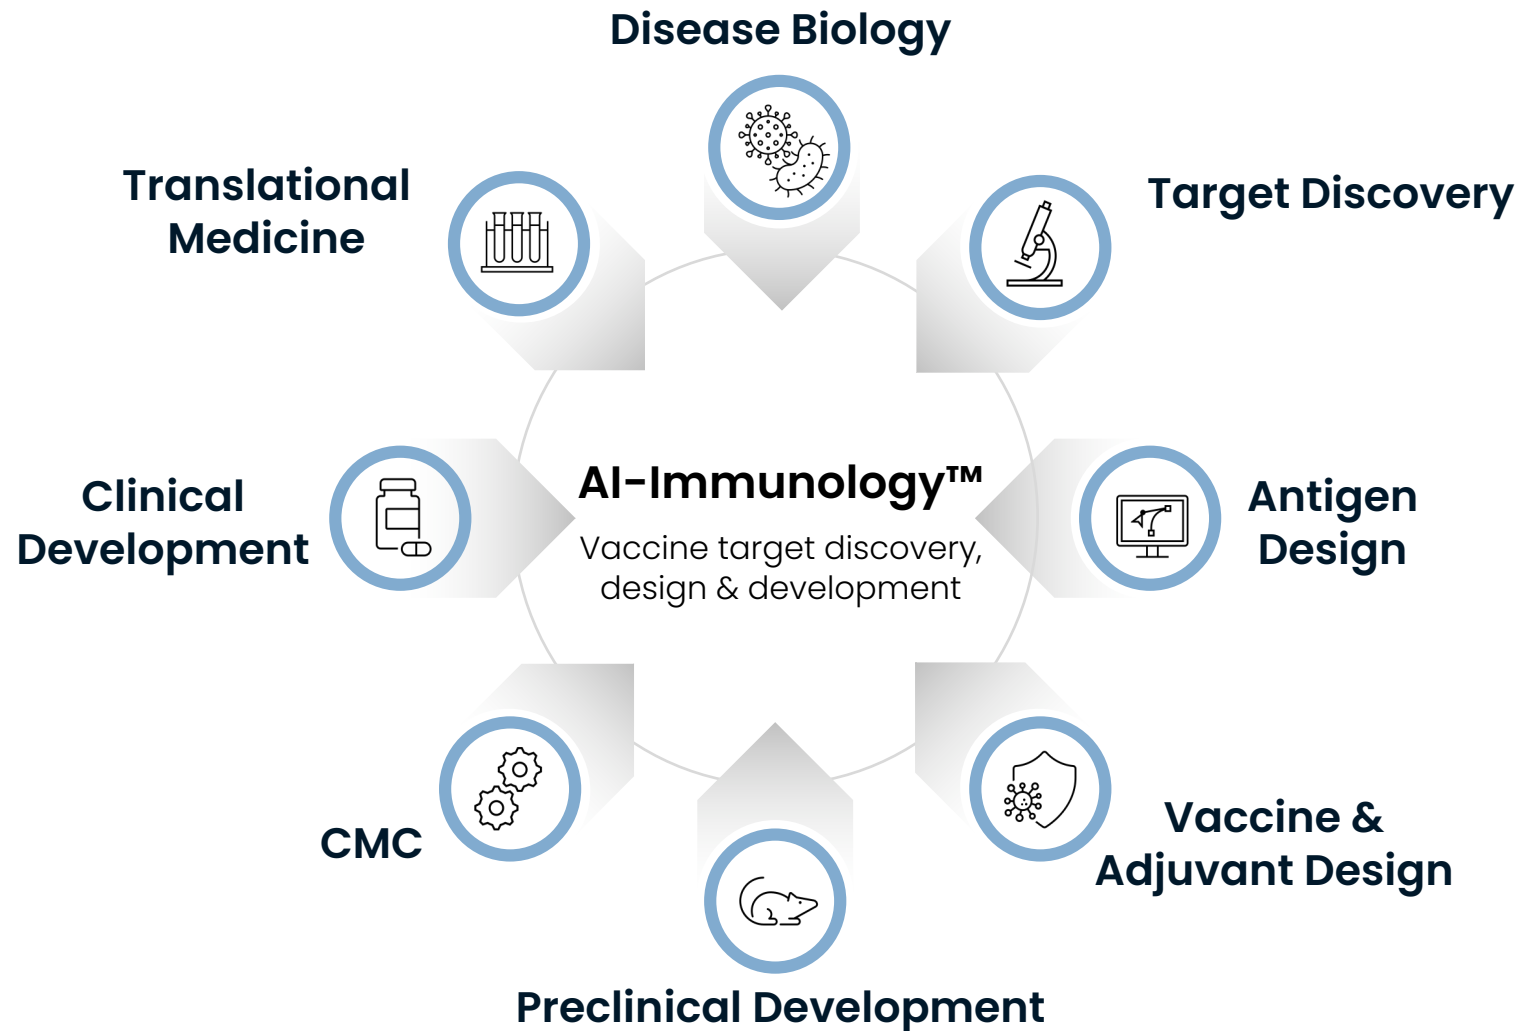 Disease Biology
Translational
Medicine
Target Discovery
Clinical
Development
AI-Immunology™
Vaccine target discovery,
design & development
Antigen
Design
CMC
Vaccine &
Adjuvant Design
Preclinical Development